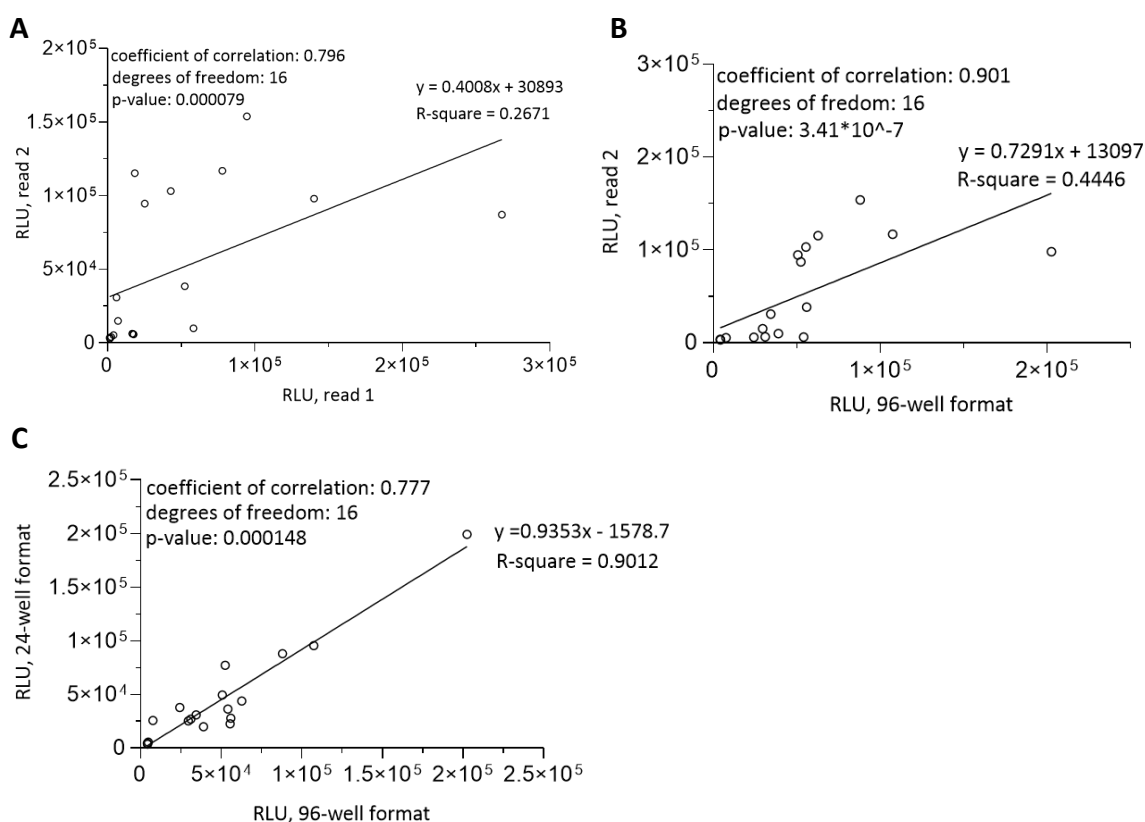 A
2×10⁵
1.5×10⁵
1×10⁵
5×10⁴
0
RLU, read 2
coefficient of correlation: 0.796
degrees of freedom: 16
p-value: 0.000079
y = 0.4008x + 30893
R-square = 0.2671
0
1×10⁵
2×10⁵
3×10⁵
RLU, read 1
B
3×10⁵
2×10⁵
1×10⁵
0
RLU, read 2
coefficient of correlation: 0.901
degrees of fredom: 16
p-value: 3.41*10^-7
y = 0.7291x + 13097
R-square = 0.4446
0
1×10⁵
2×10⁵
RLU, 96-well format
C
2.5×10⁵
2×10⁵
1.5×10⁵
1×10⁵
5×10⁴
0
RLU, 24-well format
coefficient of correlation: 0.777
degrees of freedom: 16
p-value: 0.000148
y =0.9353x - 1578.7
R-square = 0.9012
0
5×10⁴
1×10⁵
1.5×10⁵
2×10⁵
2.5×10⁵
RLU, 96-well format